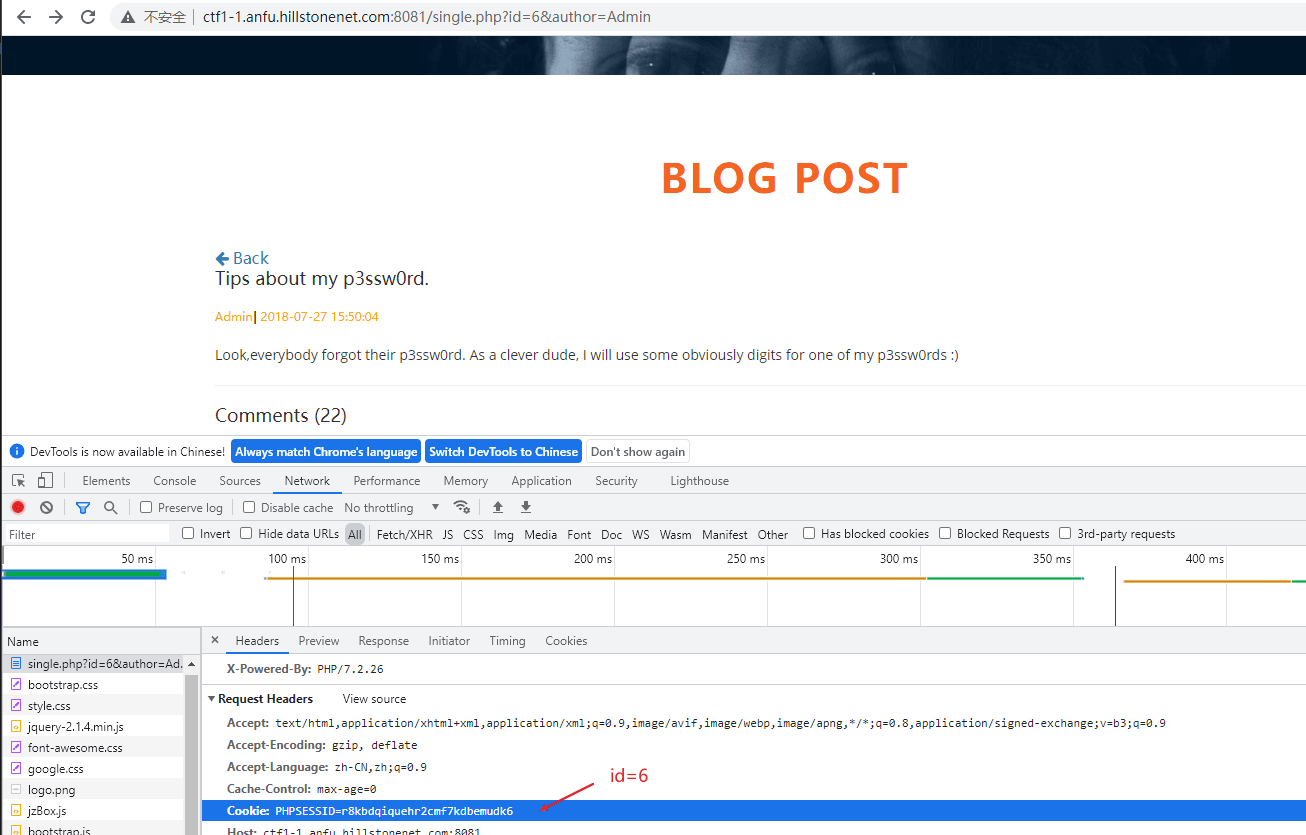 不安全 ctf1-1.anfu.hillstonenet.com:8081/single.php?id=6&author=Admin
BLOG POST
Back
Tips about my p3ssw0rd.
Admin| 2018-07-27 15:50:04
Look,everybody forgot their p3ssw0rd. As a clever dude, I will use some obviously digits for one of my p3ssw0rds :)
Comments (22)
DevTools is now available in Chinese! Always match Chrome's language Switch DevTools to Chinese Don't show again
Elements Console Sources Network Performance Memory Application Security Lighthouse
Preserve log Disable cache No throttling
Filter Invert Hide data URLs All Fetch/XHR JS CSS Img Media Font Doc WS Wasm Manifest Other Has blocked cookies Blocked Requests 3rd-party requests
50 ms 100 ms 150 ms 200 ms 250 ms 300 ms 350 ms 400 ms
Name × Headers Preview Response Initiator Timing Cookies
single.php?id=6&author=Ad.
bootstrap.css
style.css
jquery-2.1.4.min.js
font-awesome.css
google.css
logo.png
jzBox.js
bootstrap.js
X-Powered-By: PHP/7.2.26
Request Headers View source
Accept: text/html,application/xhtml+xml,application/xml;q=0.9,image/avif,image/webp,image/apng,*/*;q=0.8,application/signed-exchange;v=b3;q=0.9
Accept-Encoding: gzip, deflate
Accept-Language: zh-CN,zh;q=0.9
Cache-Control: max-age=0
id=6
Cookie: PHPSESSID=r8kbdqiquehr2cmf7kdbemudk6
Host: ctf1-1.anfu.hillstonenet.com:8081